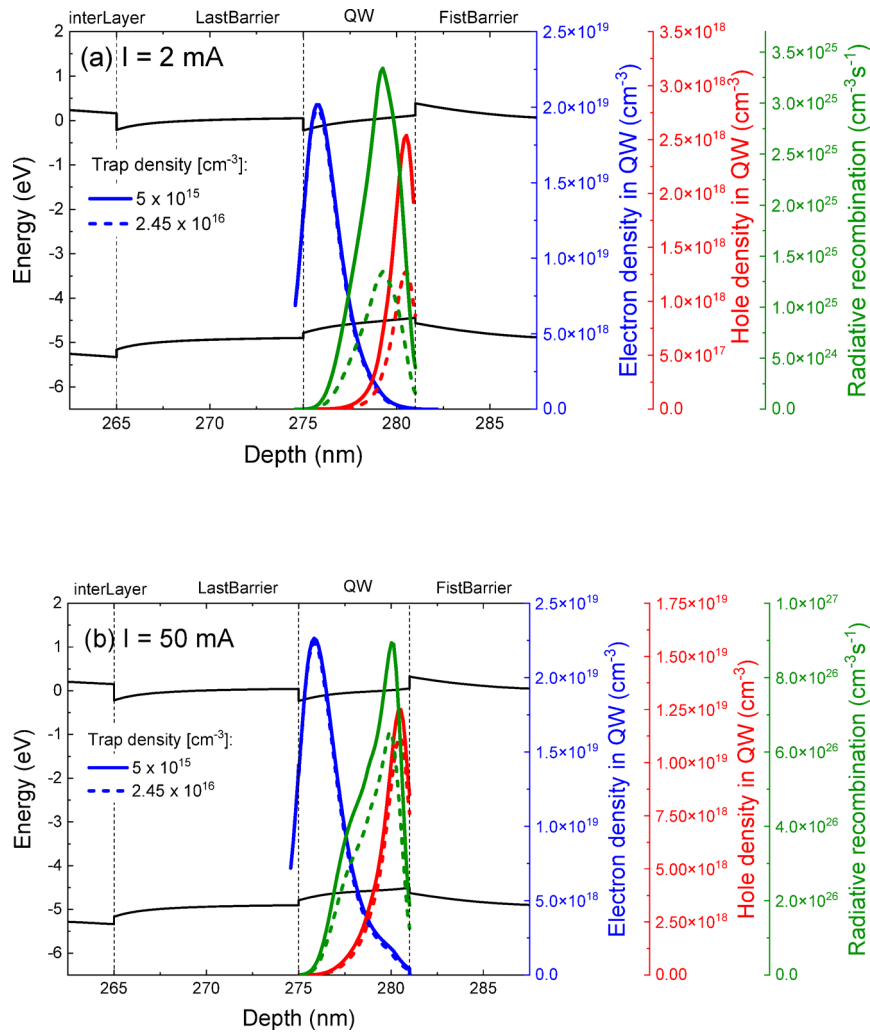 interLayer LastBarrier QW FistBarrier
(a) I = 2 mA
Trap density [cm-3]:
5 x 10^15
2.45 x 10^16
2
1
0
-1
-2
-3
-4
-5
-6
Energy (eV)
265 270 275 280 285
Depth (nm)
2.5×10^19
2.0×10^19
1.5×10^19
1.0×10^19
5.0×10^18
0.0
Electron density in QW (cm-3)
3.5×10^18
3.0×10^18
2.5×10^18
2.0×10^18
1.5×10^18
1.0×10^18
5.0×10^17
0.0
Hole density in QW (cm-3)
3.5×10^25
3.0×10^25
2.5×10^25
2.0×10^25
1.5×10^25
1.0×10^25
5.0×10^24
0.0
Radiative recombination (cm-3s-1)
interLayer LastBarrier QW FistBarrier
(b) I = 50 mA
Trap density [cm-3]:
5 x 10^15
2.45 x 10^16
2
1
0
-1
-2
-3
-4
-5
-6
Energy (eV)
265 270 275 280 285
Depth (nm)
2.5×10^19
2.0×10^19
1.5×10^19
1.0×10^19
5.0×10^18
0.0
Electron density in QW (cm-3)
1.75×10^19
1.50×10^19
1.25×10^19
1.00×10^19
7.50×10^18
5.00×10^18
2.50×10^18
0.00
Hole density in QW (cm-3)
1.0×10^27
8.0×10^26
6.0×10^26
4.0×10^26
2.0×10^26
0.0
Radiative recombination (cm-3s-1)